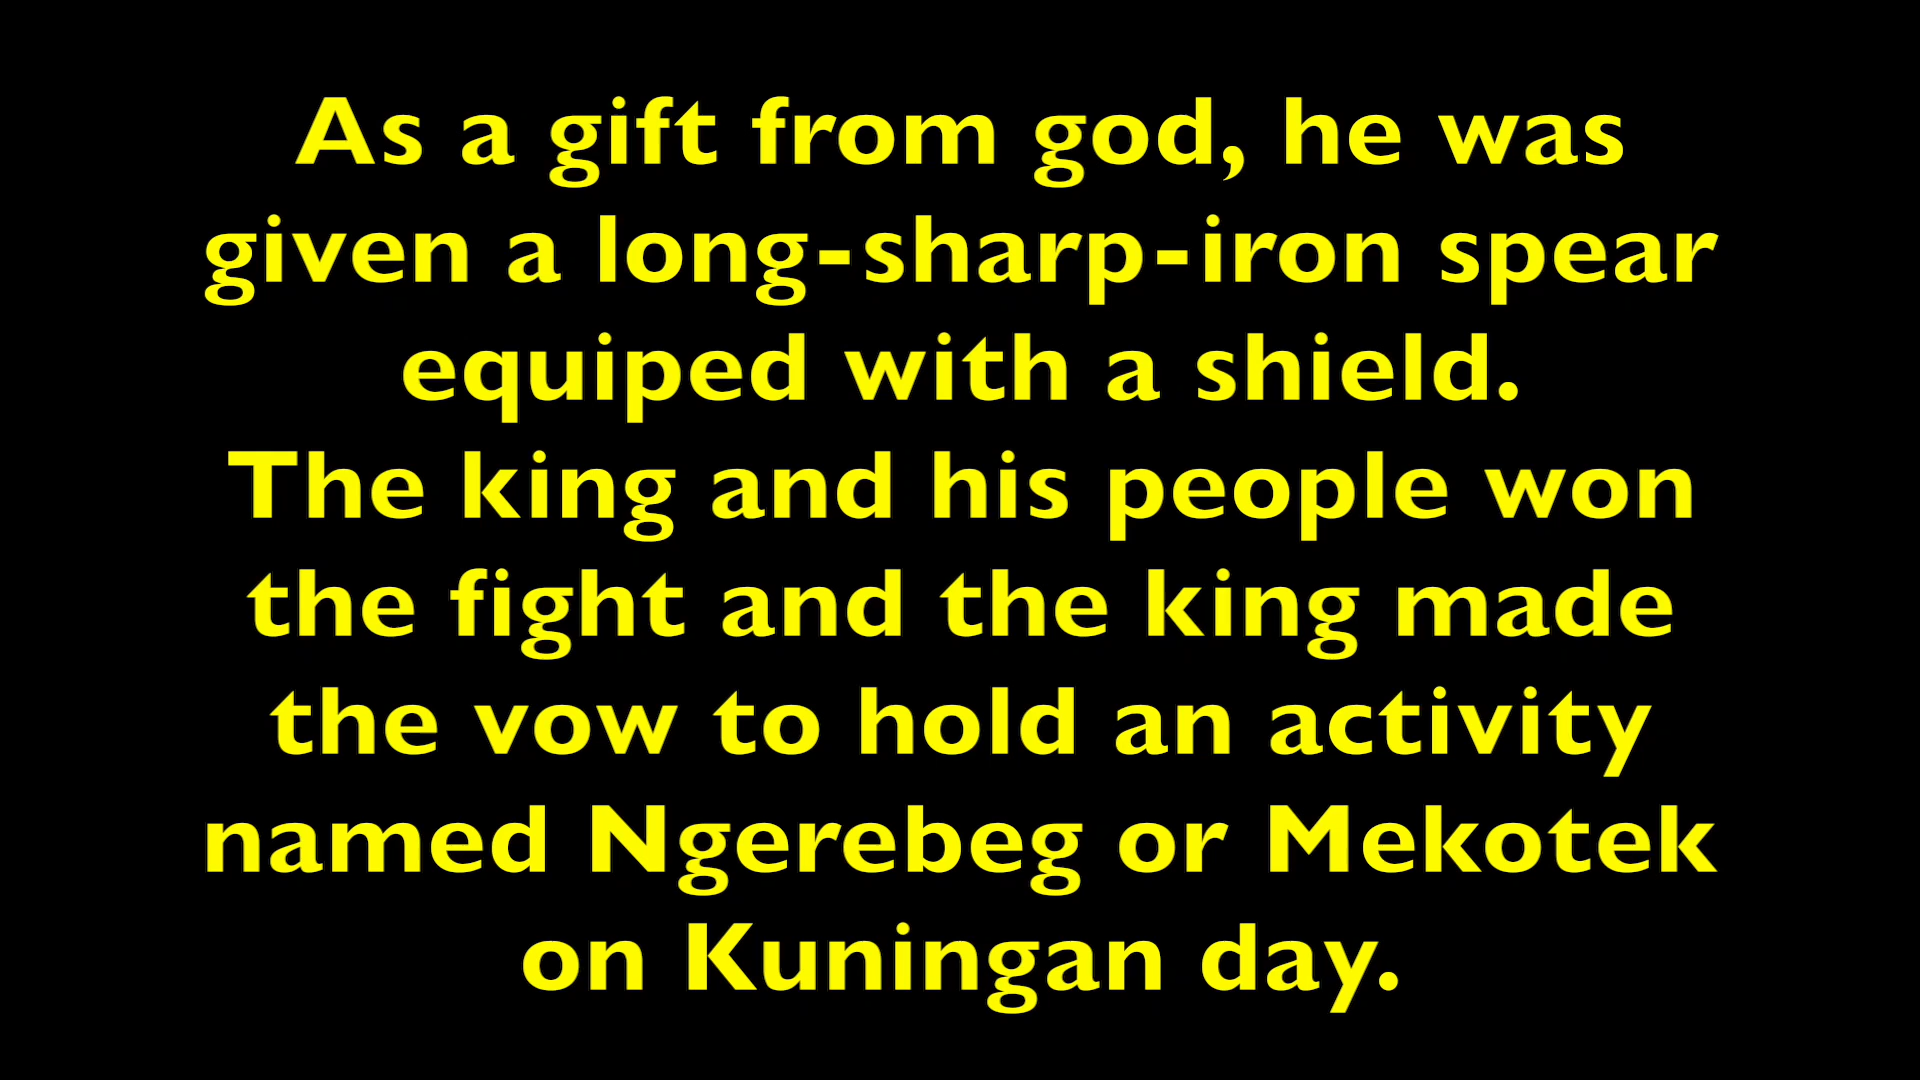 As a gift from god, he was
given a long-sharp-iron spear
equiped with a shield.
The king and his people won
the fight and the king made
the vow to hold an activity
named Ngerebeg or Mekotek
on Kuningan day.